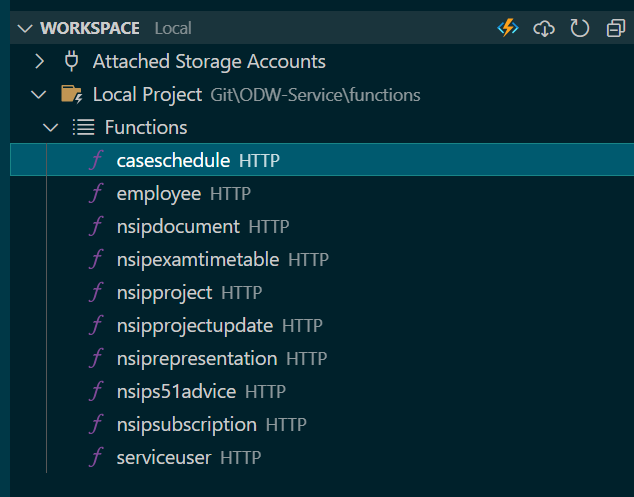 WORKSPACE Local
Attached Storage Accounts
Local Project Git\ODW-Service\functions
Functions
caseschedule HTTP
employee HTTP
nsipdocument HTTP
nsipexamtimetable HTTP
nsipproject HTTP
nsipprojectupdate HTTP
nsiprepresentation HTTP
nsips51advice HTTP
nsipsubscription HTTP
serviceuser HTTP